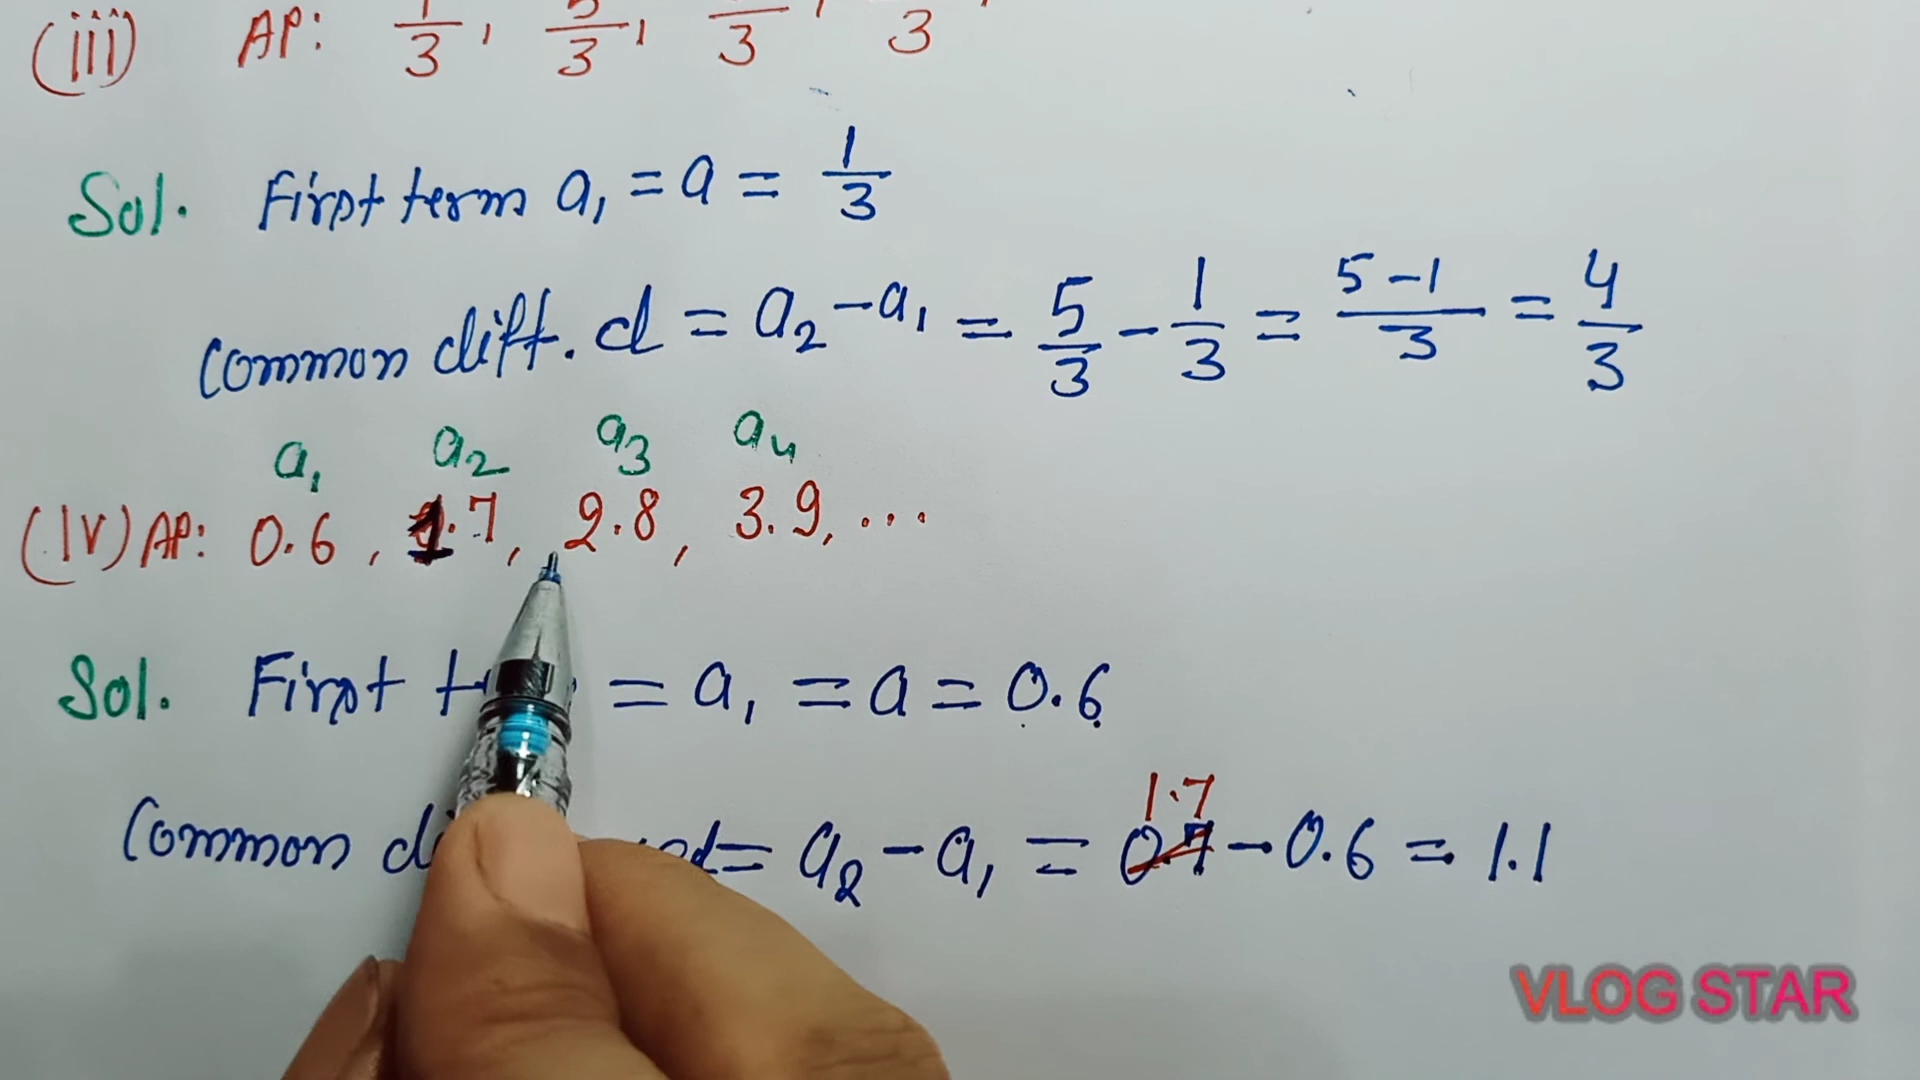 (iii) AP: 1/3, 5/3, /3, /3,
Sol. First term a₁ = a = 1/3
Common diff. d = a₂ - a₁ = 5/3 - 1/3 = 5-1/3 = 4/3
a₁ a₂ a₃ a₄
(IV) AP: 0.6, 1.7, 2.8, 3.9, ...
Sol. First = a₁ = a = 0.6
1.7
Common d = a₂ - a₁ = 0.7 - 0.6 = 1.1
VLOG STAR